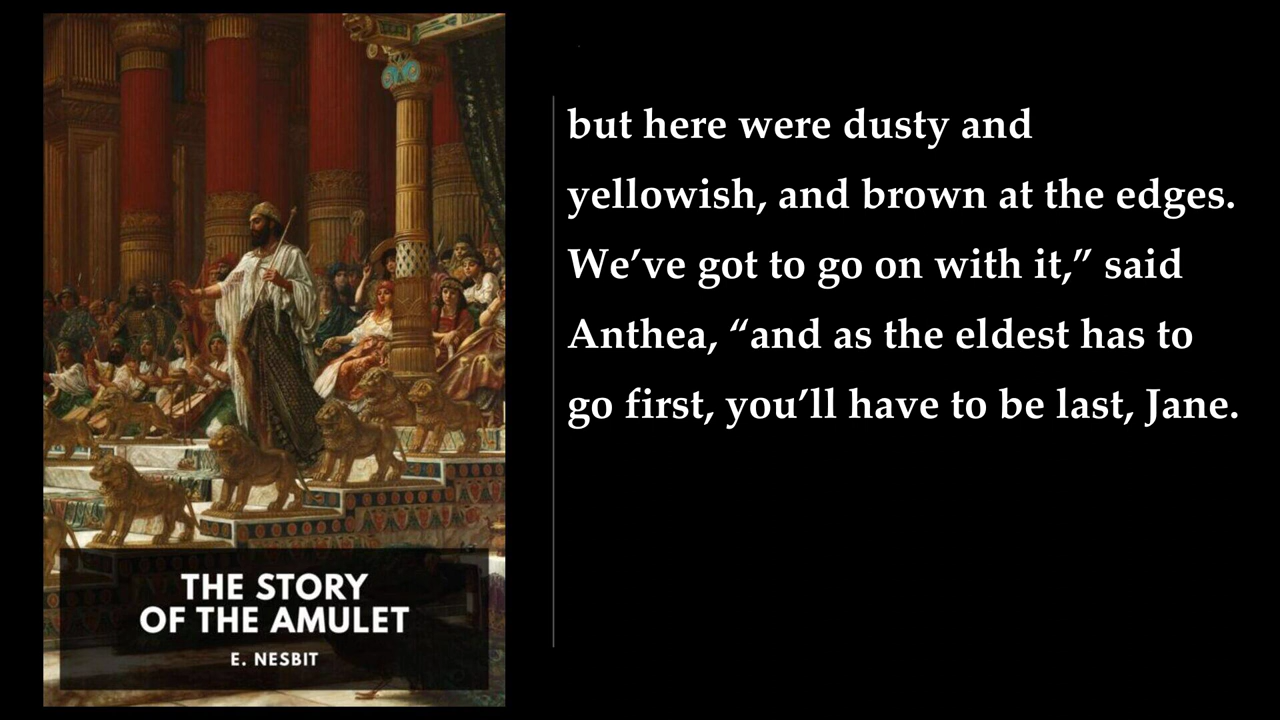 but here were dusty and
yellowish, and brown at the edges.
We’ve got to go on with it,” said
Anthea, “and as the eldest has to
go first, you’ll have to be last, Jane.
THE STORY
OF THE AMULET
E. NESBIT